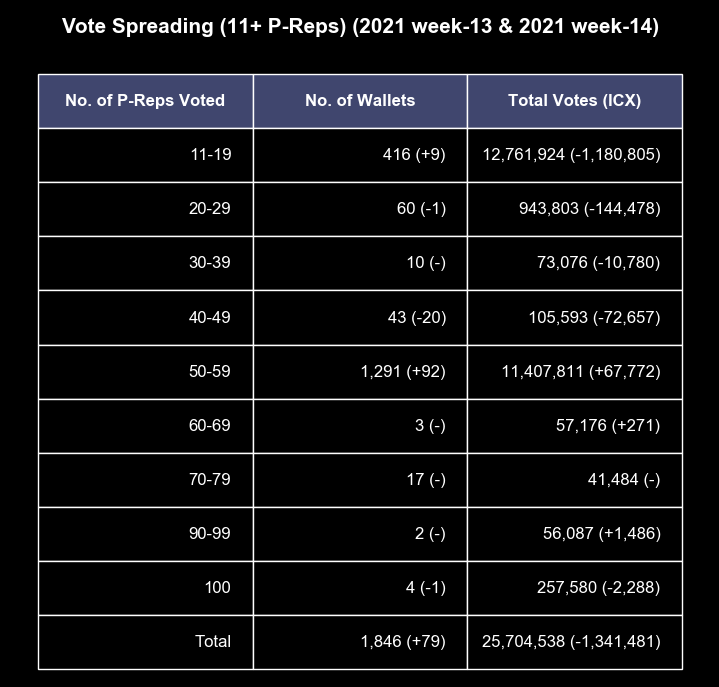 Vote Spreading (11+ P-Reps) (2021 week-13 & 2021 week-14)
No. of P-Reps Voted No. of Wallets Total Votes (ICX)
11-19 416 (+9) 12,761,924 (-1,180,805)
20-29 60 (-1) 943,803 (-144,478)
30-39 10 (-) 73,076 (-10,780)
40-49 43 (-20) 105,593 (-72,657)
50-59 1,291 (+92) 11,407,811 (+67,772)
60-69 3 (-) 57,176 (+271)
70-79 17 (-) 41,484 (-)
90-99 2 (-) 56,087 (+1,486)
100 4 (-1) 257,580 (-2,288)
Total 1,846 (+79) 25,704,538 (-1,341,481)